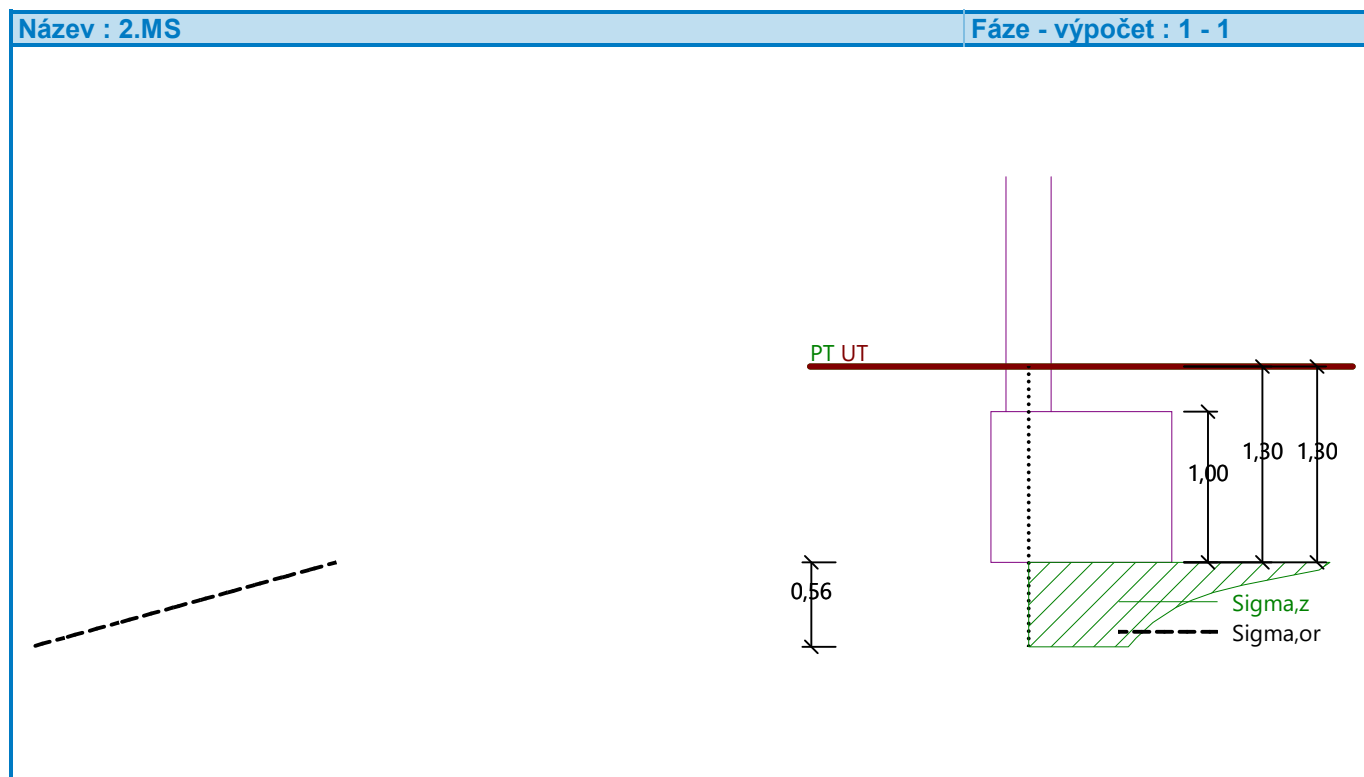 Název : 2.MS
Fáze - výpočet : 1 - 1
PT UT
1,30
1,30
1,00
0,56
Sigma,z
Sigma,or